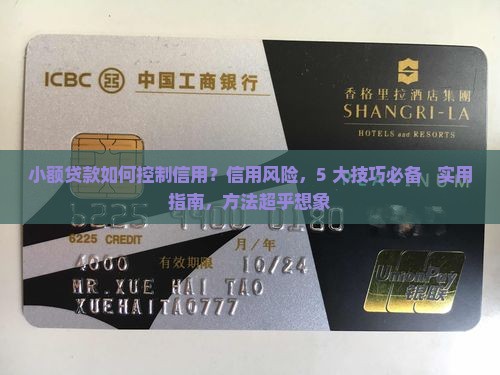 ICBC 中国工商银行
香格里拉酒店集團
SHANGRI-LA
HOTELS and RESORTS
小额贷款如何控制信用？信用风险，5 大技巧必备，实用
指南，方法超乎想象
PLATINUM
6225 CREDIT
月/年
4000 有效期限 10/24
MR.XUE HAI TAO
XUEHAITAO777
UnionPay
银联